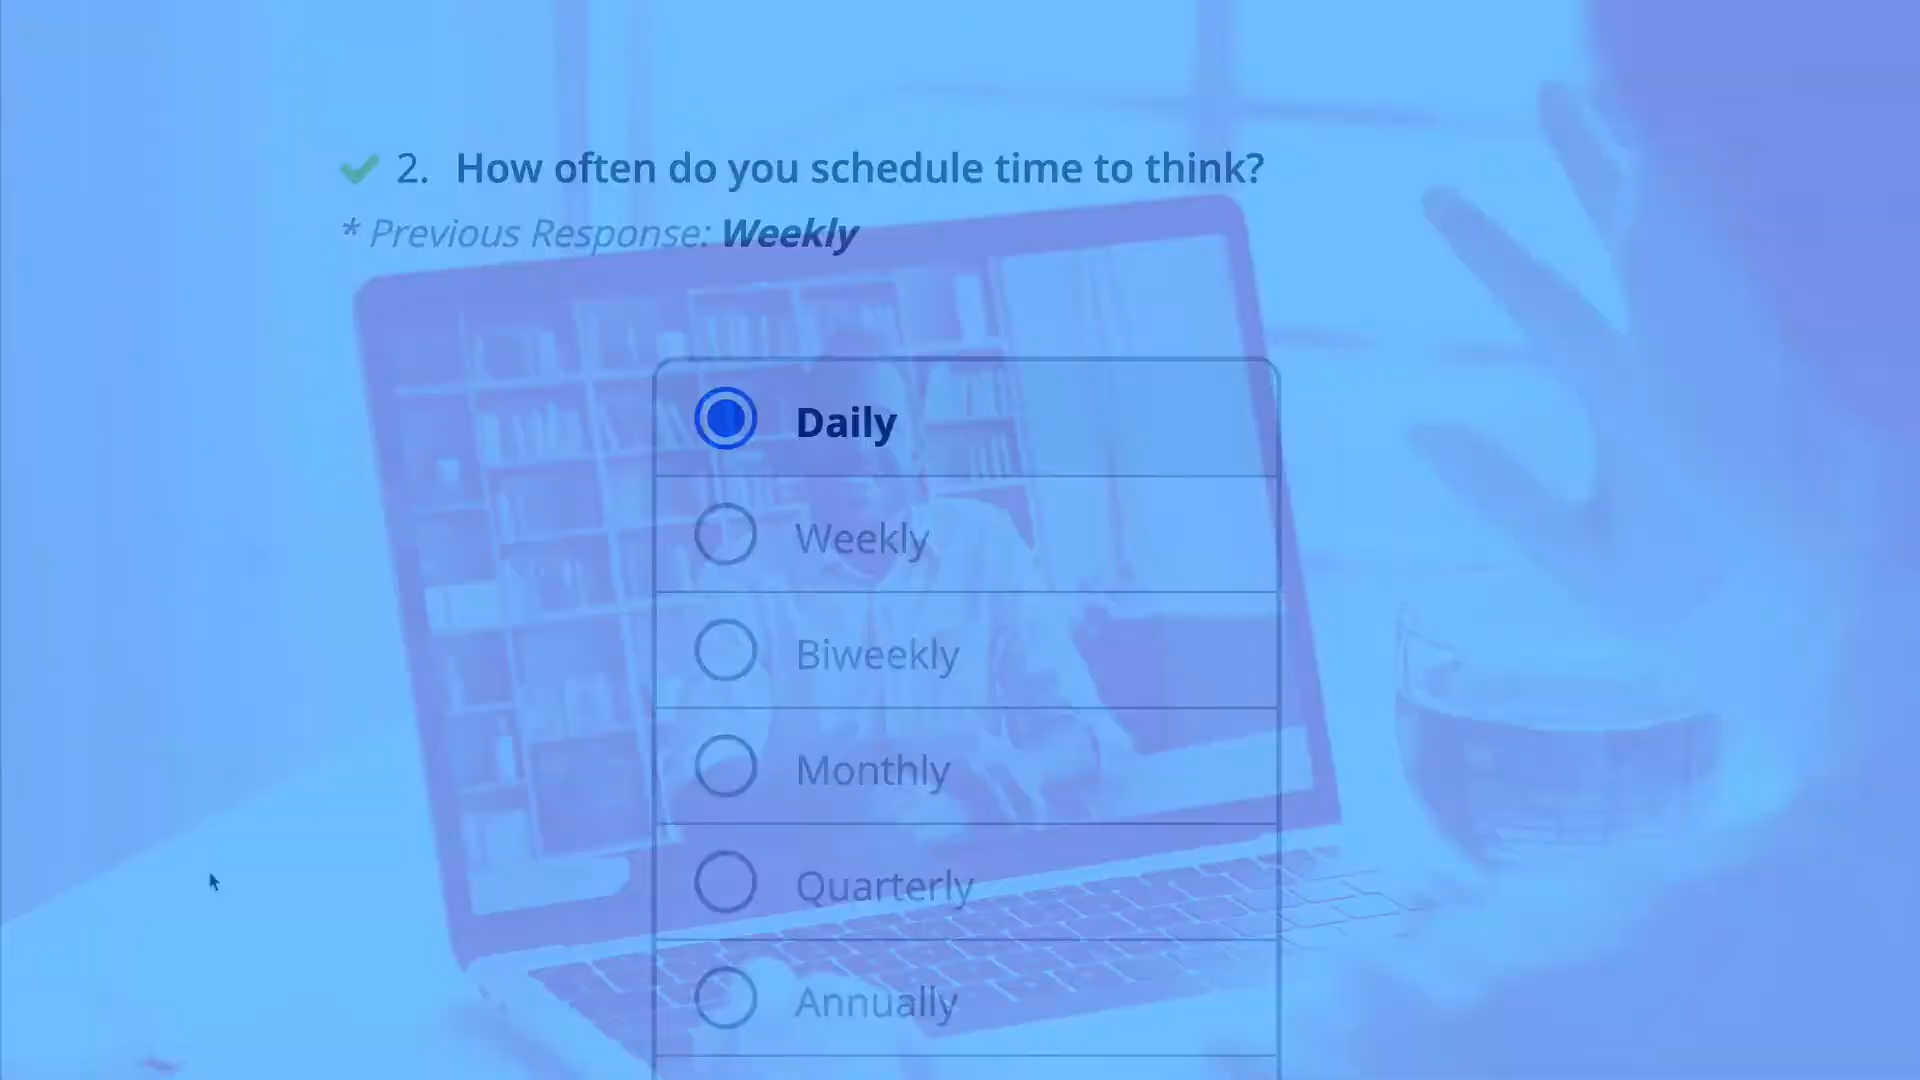 2. How often do you schedule time to think?
* Previous Response: Weekly
Daily
Weekly
Biweekly
Monthly
Quarterly
Annually